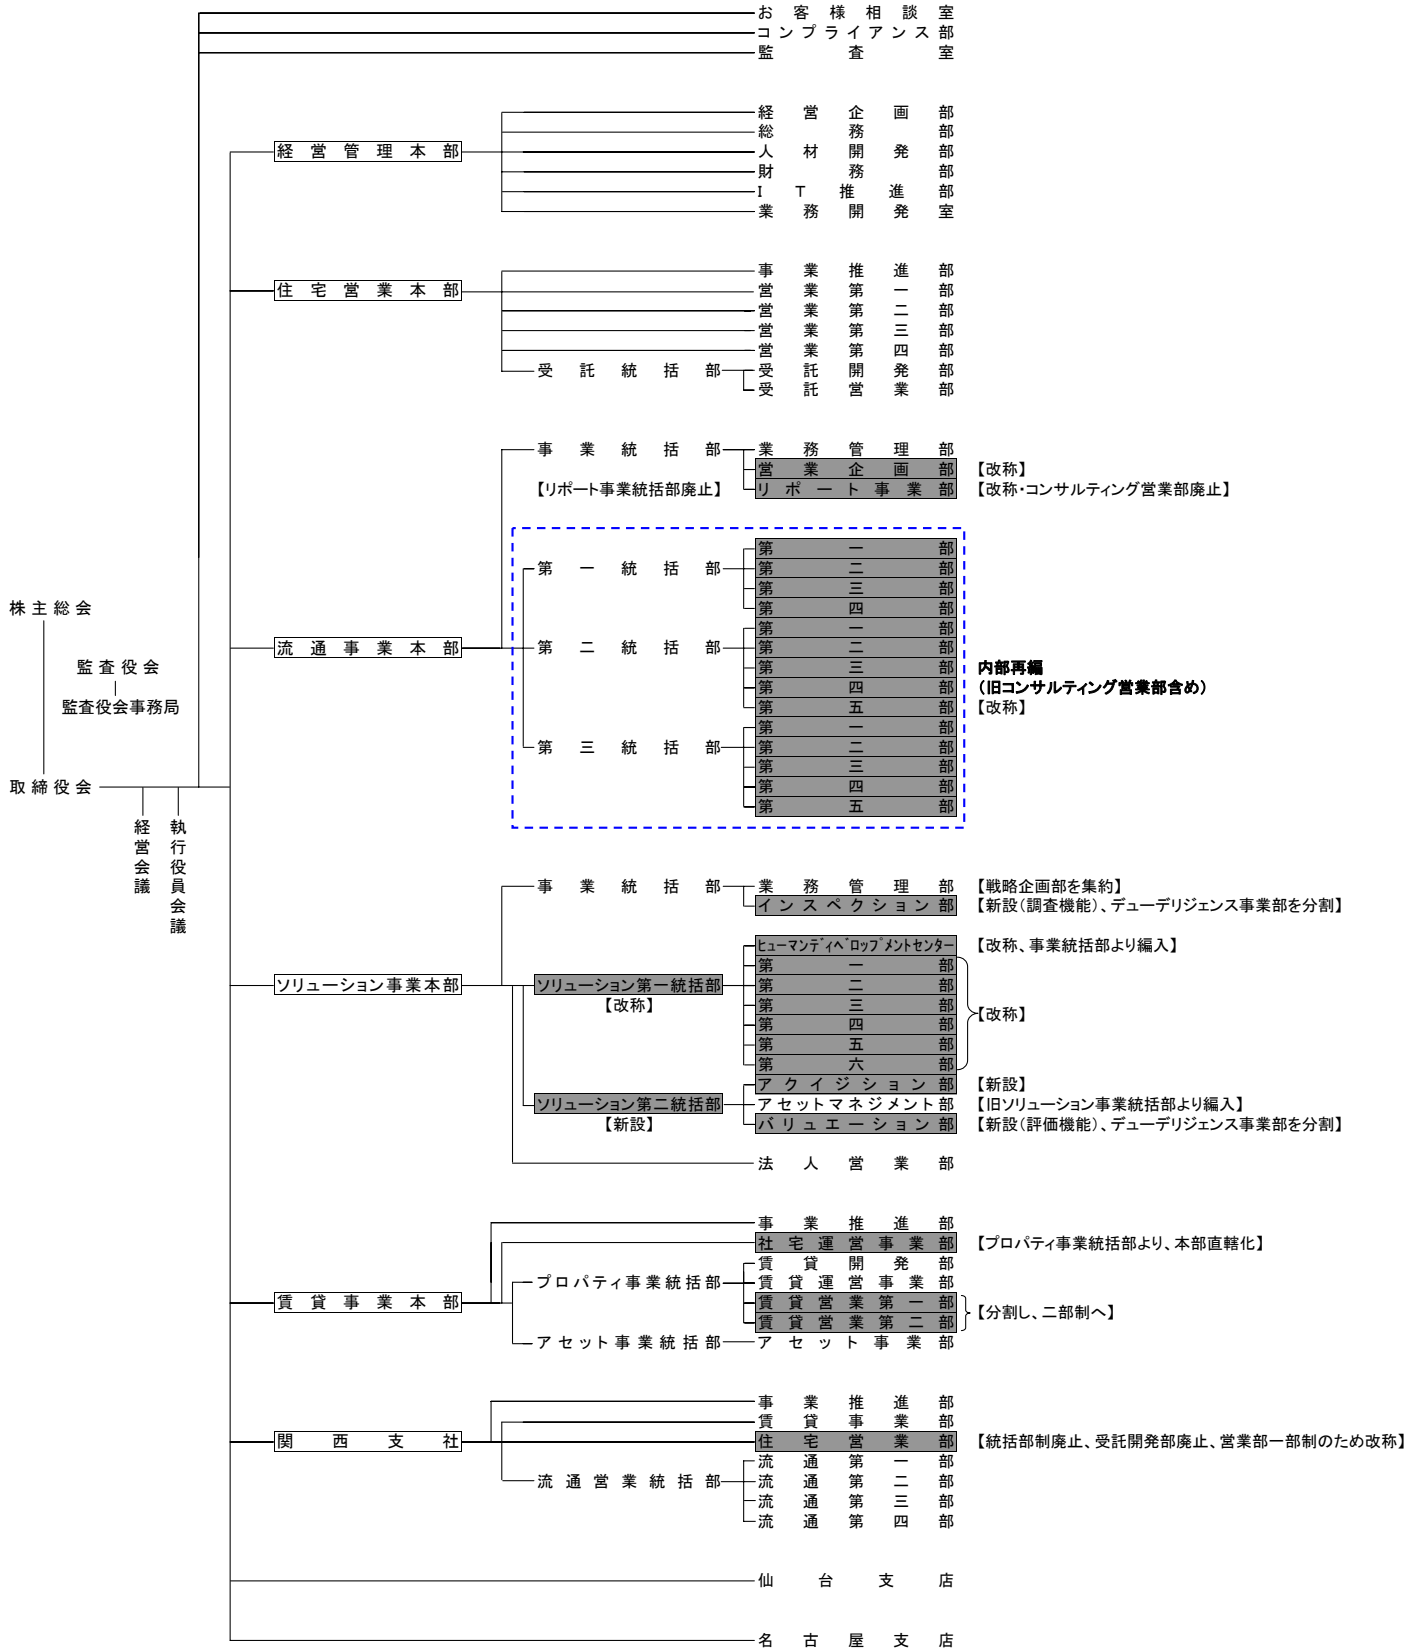 お客様相談室
コンプライアンス部
監査室
経営企画部
総務部
経営管理本部 人材開発部
財務部
IT推進部
業務開発室
事業推進部
住宅営業本部 営業第一部
営業第二部
営業第三部
営業第四部
受託統括部 受託開発部
受託営業部
事業統括部 業務管理部
営業企画部 【改称】
【リポート事業統括部廃止】 リポート事業部 【改称・コンサルティング営業部廃止】
第一部
第一統括部 第二部
第三部
株主総会 第四部
第一部
流通事業本部 第二統括部 第二部
監査役会 第三部 内部再編
第四部 (旧コンサルティング営業部含め)
監査役会事務局 第五部 【改称】
第一部
第三統括部 第二部
第三部
取締役会 第四部
第五部
経営会議
執行役員会議
事業統括部 業務管理部 【戦略企画部を集約】
インスペクション部 【新設(調査機能)、デューデリジェンス事業部を分割】
ヒューマンディベロップメントセンター 【改称、事業統括部より編入】
第一部
ソリューション事業本部 ソリューション第一統括部 第二部
【改称】 第三部 【改称】
第四部
第五部
第六部
アクイジション部 【新設】
ソリューション第二統括部 アセットマネジメント部 【旧ソリューション事業統括部より編入】
【新設】 バリュエーション部 【新設(評価機能)、デューデリジェンス事業部を分割】
法人営業部
事業推進部
社宅運営事業部 【プロパティ事業統括部より、本部直轄化】
賃貸開発部
プロパティ事業統括部 賃貸運営事業部
賃貸事業本部 賃貸営業第一部 【分割し、二部制へ】
賃貸営業第二部
アセット事業統括部 アセット事業部
事業推進部
賃貸事業部
関西支社 住宅営業部 【統括部制廃止、受託開発部廃止、営業部一部制のため改称】
流通第一部
流通営業統括部 流通第二部
流通第三部
流通第四部
仙台支店
名古屋支店